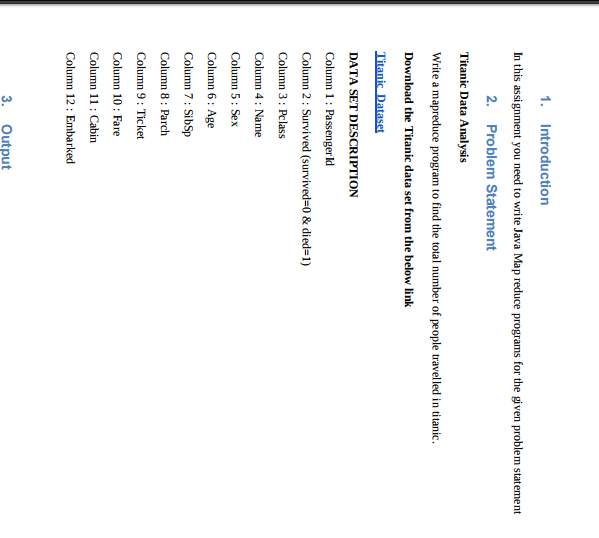 1. Introduction
In this assignment you need to write Java Map reduce programs for the given problem statement
2. Problem Statement
Titanic Data Analysis
Write a mapreduce program to find the total number of people travelled in titanic.
Download the Titanic data set from the below link
Titanic Dataset
DATA SET DESCRIPTION
Column 1 : PassengerId
Column 2 : Survived (survived=0 & died=1)
Column 3 : Pclass
Column 4 : Name
Column 5 : Sex
Column 6 : Age
Column 7 : SibSp
Column 8 : Parch
Column 9 : Ticket
Column 10 : Fare
Column 11 : Cabin
Column 12 : Embarked
3. Output